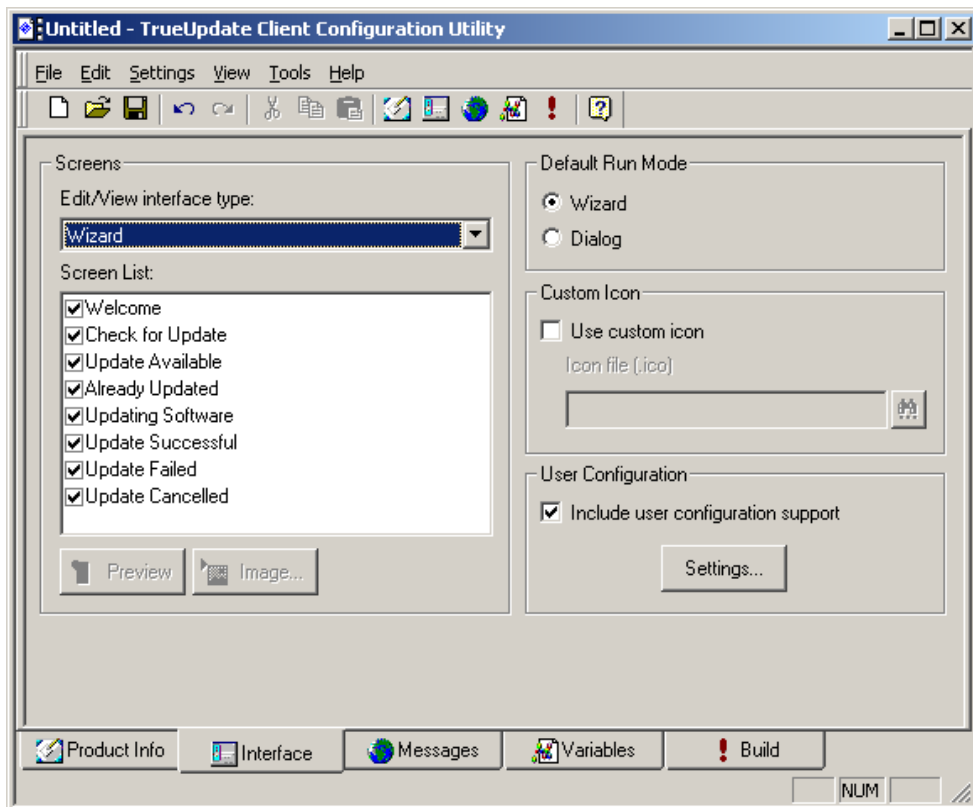 Untitled - TrueUpdate Client Configuration Utility
File Edit Settings View Tools Help
Screens
Edit/View interface type:
Wizard
Screen List:
Welcome
Check for Update
Update Available
Already Updated
Updating Software
Update Successful
Update Failed
Update Cancelled
Preview
Image...
Default Run Mode
Wizard
Dialog
Custom Icon
Use custom icon
Icon file (.ico)
User Configuration
Include user configuration support
Settings...
Product Info
Interface
Messages
Variables
Build
NUM